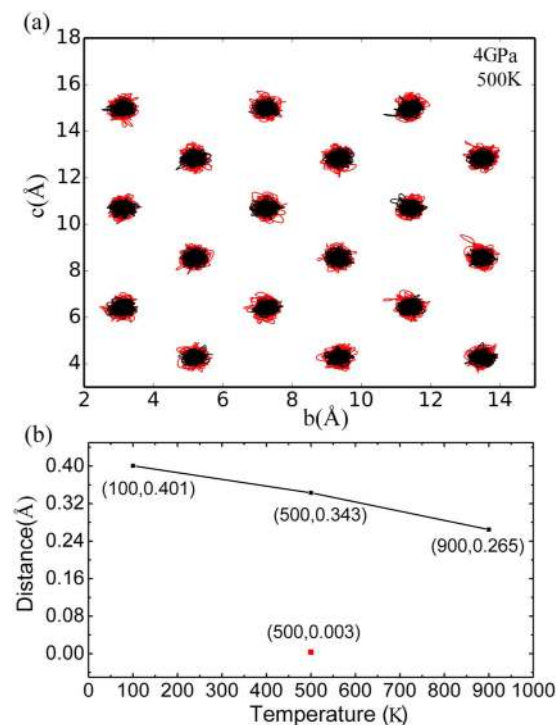 (a)
18
4GPa
500K
16
14
12
c(Å)
10
8
6
4
2 4 6 8 10 12 14
b(Å)
(b)
0.40
(100,0.401)
0.32
(500,0.343)
0.24
(900,0.265)
Distance(Å)
0.16
0.08
(500,0.003)
0.00
0 100 200 300 400 500 600 700 800 900 1000
Temperature (K)